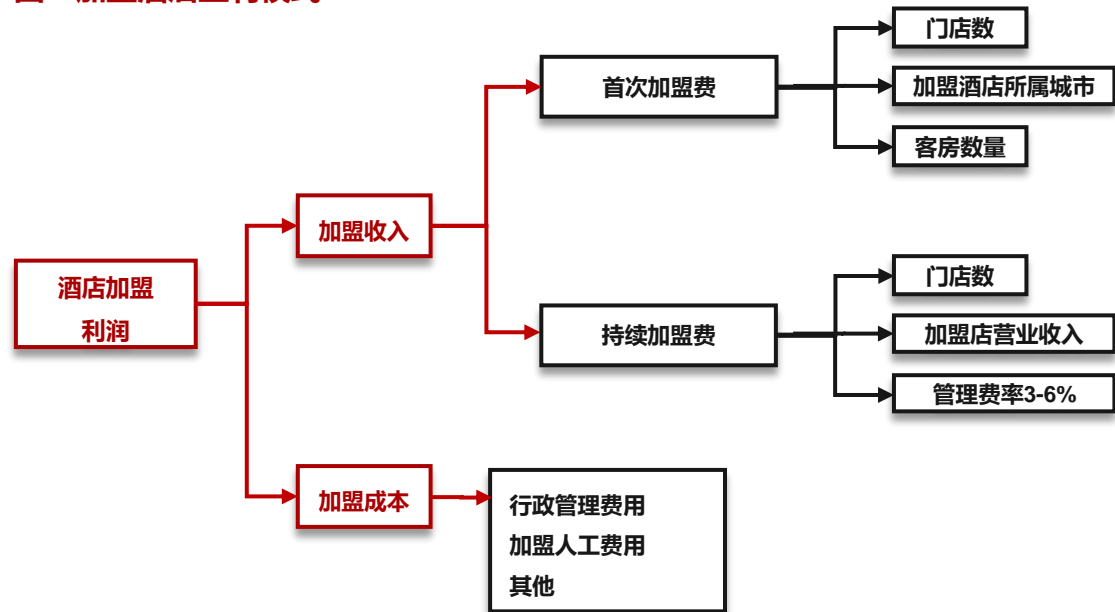 门店数
首次加盟费
加盟酒店所属城市
客房数量
加盟收入
酒店加盟
利润
门店数
持续加盟费
加盟店营业收入
管理费率3-6%
加盟成本
行政管理费用
加盟人工费用
其他